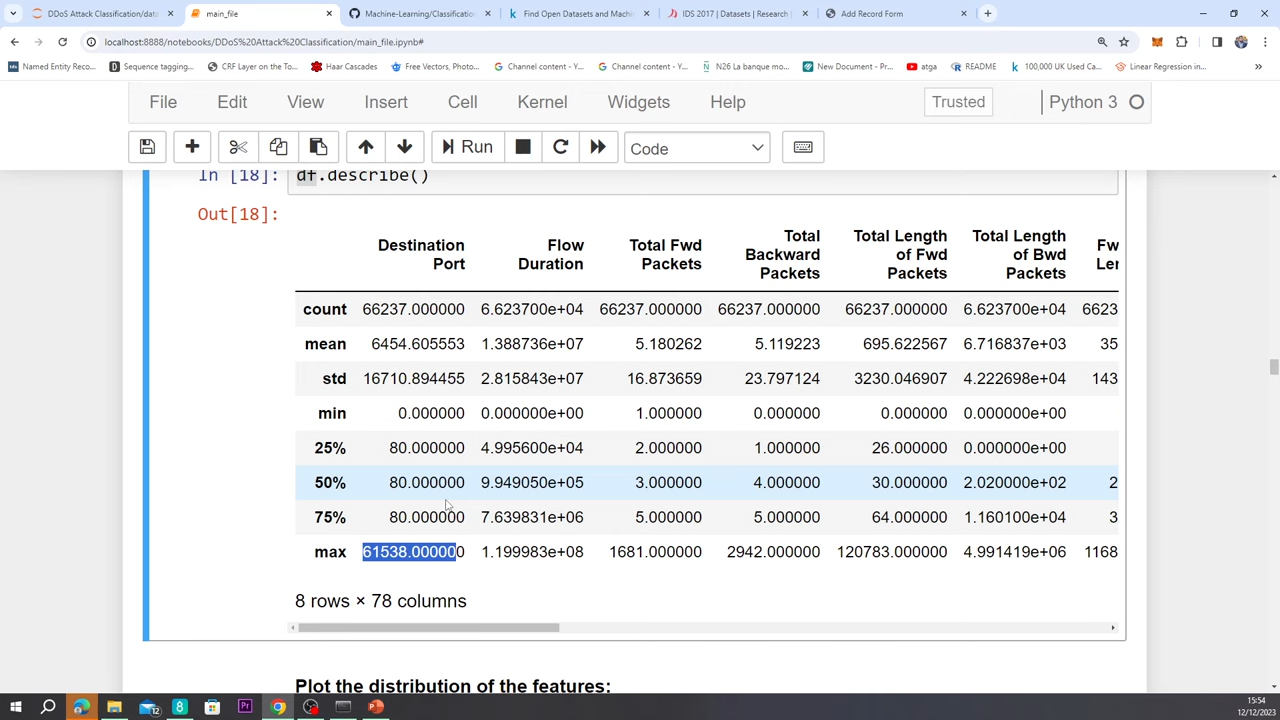 DDoS Attack Classification/data
main_file
Machine-Learning/Classification
Find Open Datasets and Machi
IDS 2017 | Datasets | Research
Add Record Form
localhost:8888/notebooks/DDoS%20Attack%20Classification/main_file.ipynb#
Named Entity Reco...
Sequence tagging...
CRF Layer on the To...
Haar Cascades
Free Vectors, Photo...
Channel content - Y...
Channel content - Y...
N26 La banque mo...
New Document - Pr...
atga
README
100,000 UK Used Ca...
Linear Regression in...
File Edit View Insert Cell Kernel Widgets Help Trusted Python 3
Run Code
In [18]: df.describe()
Out[18]:
Destination Port Flow Duration Total Fwd Packets Total Backward Packets Total Length of Fwd Packets Total Length of Bwd Packets Fw Ler
count 66237.000000 6.623700e+04 66237.000000 66237.000000 66237.000000 6.623700e+04 6623
mean 6454.605553 1.388736e+07 5.180262 5.119223 695.622567 6.716837e+03 35
std 16710.894455 2.815843e+07 16.873659 23.797124 3230.046907 4.222698e+04 143
min 0.000000 0.000000e+00 1.000000 0.000000 0.000000 0.000000e+00
25% 80.000000 4.995600e+04 2.000000 1.000000 26.000000 0.000000e+00
50% 80.000000 9.949050e+05 3.000000 4.000000 30.000000 2.020000e+02 2
75% 80.000000 7.639831e+06 5.000000 5.000000 64.000000 1.160100e+04 3
max 61538.000000 1.199983e+08 1681.000000 2942.000000 120783.000000 4.991419e+06 1168
8 rows × 78 columns
Plot the distribution of the features:
15:54
12/12/2023